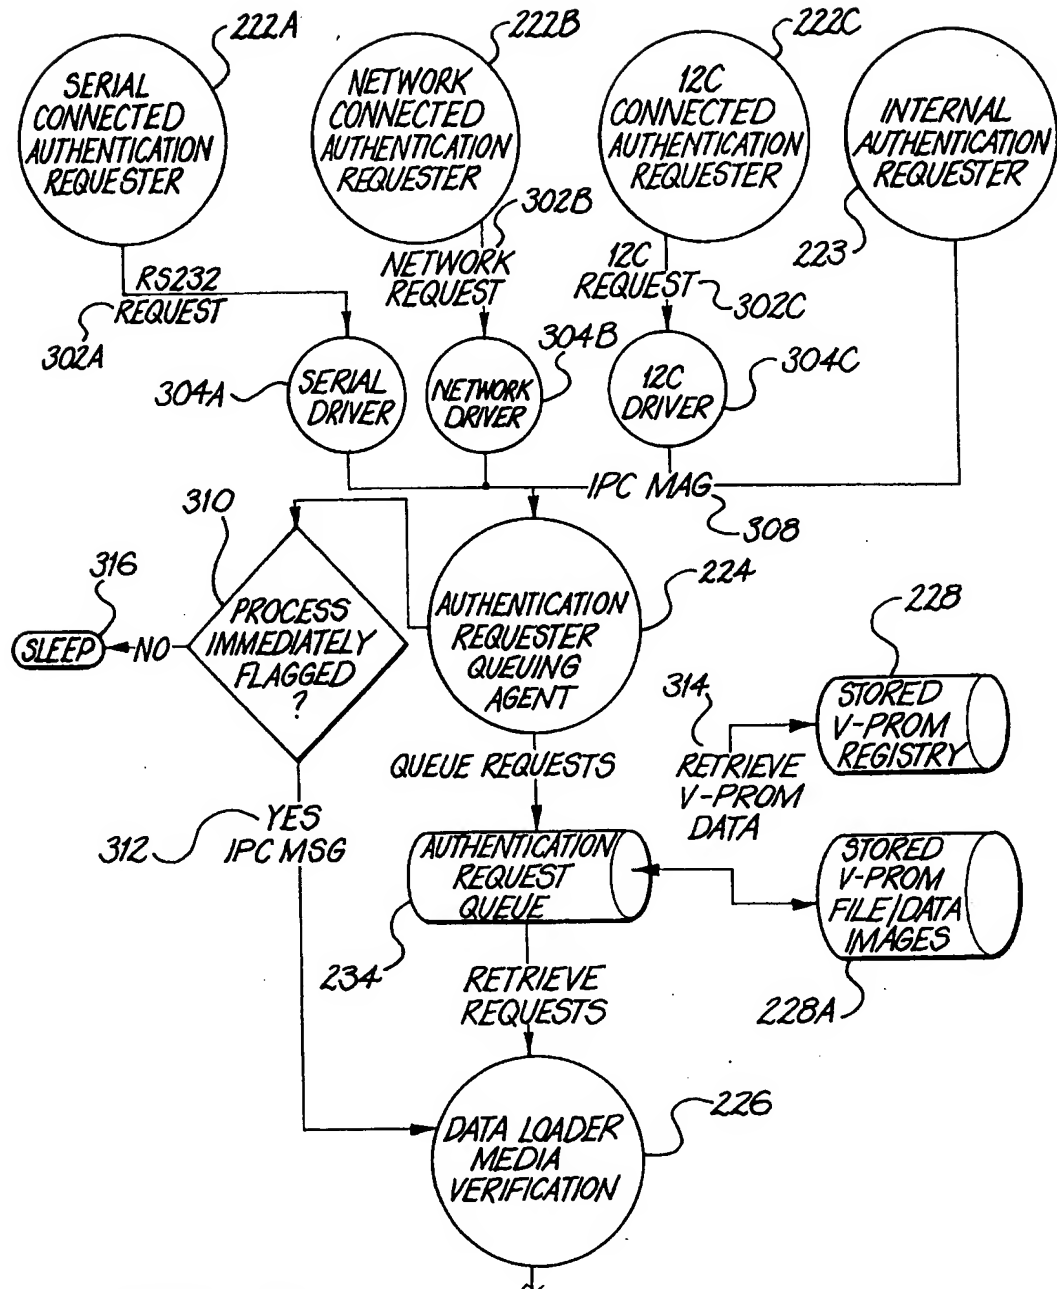 222A
222B
222C
SERIAL
CONNECTED
AUTHENTICATION
REQUESTER
NETWORK
CONNECTED
AUTHENTICATION
REQUESTER
12C
CONNECTED
AUTHENTICATION
REQUESTER
INTERNAL
AUTHENTICATION
REQUESTER
223
RS232
REQUEST
302A
302B
NETWORK
REQUEST
12C
REQUEST
302C
304A
SERIAL
DRIVER
304B
NETWORK
DRIVER
304C
12C
DRIVER
IPC MAG
308
310
316
SLEEP
NO
PROCESS
IMMEDIATELY
FLAGGED
?
AUTHENTICATION
REQUESTER
QUEUING
AGENT
224
228
314
STORED
V-PROM
REGISTRY
RETRIEVE
V-PROM
DATA
QUEUE REQUESTS
YES
IPC MSG
312
AUTHENTICATION
REQUEST
QUEUE
234
STORED
V-PROM
FILE/DATA
IMAGES
228A
RETRIEVE
REQUESTS
DATA LOADER
MEDIA
VERIFICATION
226